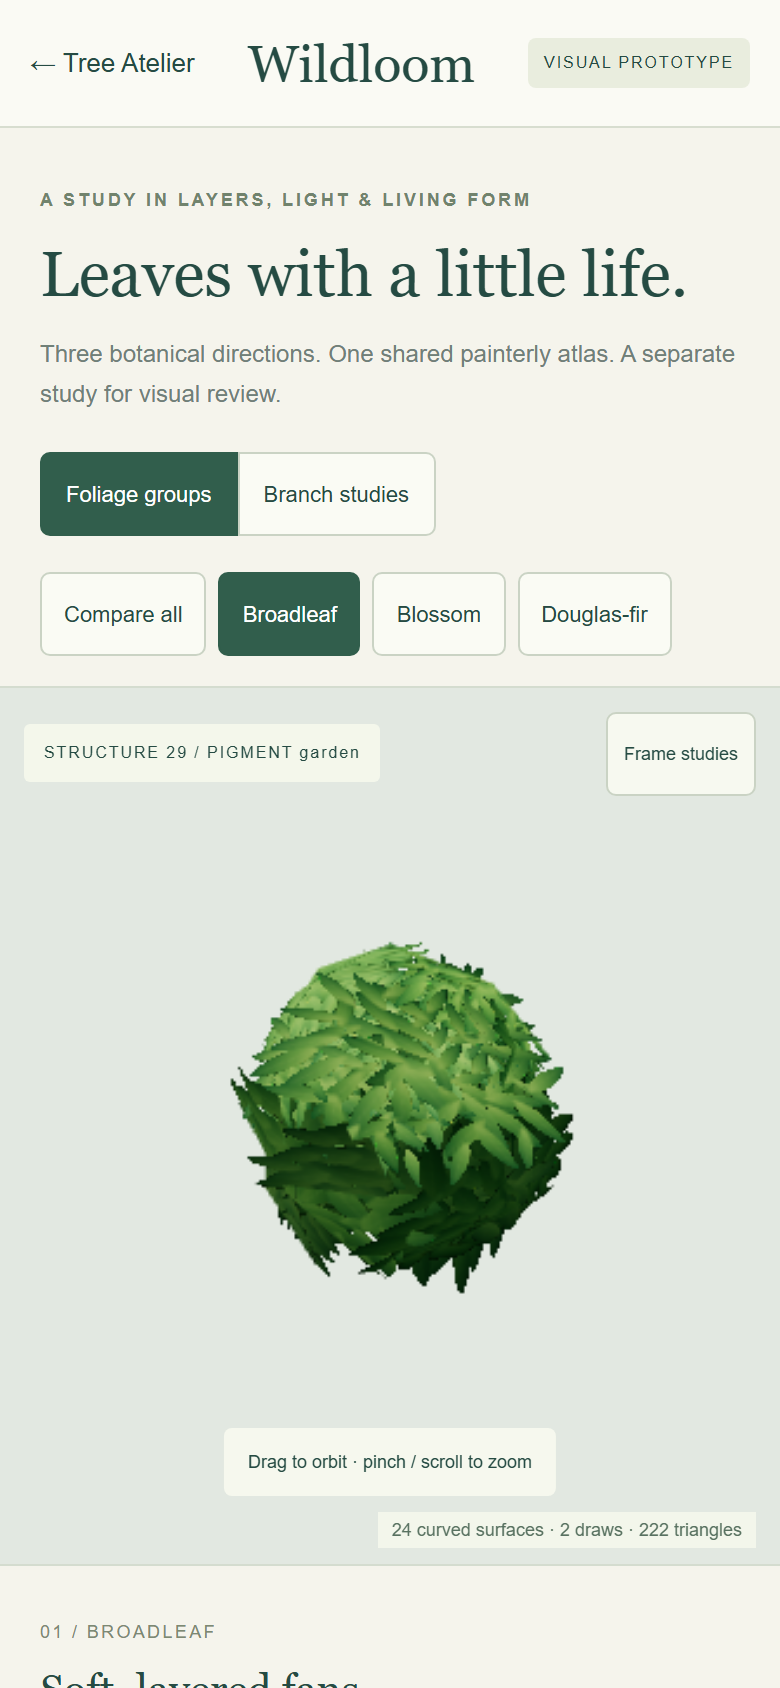 ← Tree Atelier
Wildloom
VISUAL PROTOTYPE
A STUDY IN LAYERS, LIGHT & LIVING FORM
Leaves with a little life.
Three botanical directions. One shared painterly atlas. A separate
study for visual review.
Foliage groups
Branch studies
Compare all
Broadleaf
Blossom
Douglas-fir
STRUCTURE 29 / PIGMENT garden
Frame studies
Drag to orbit · pinch / scroll to zoom
24 curved surfaces · 2 draws · 222 triangles
01 / BROADLEAF
Soft, layered fans